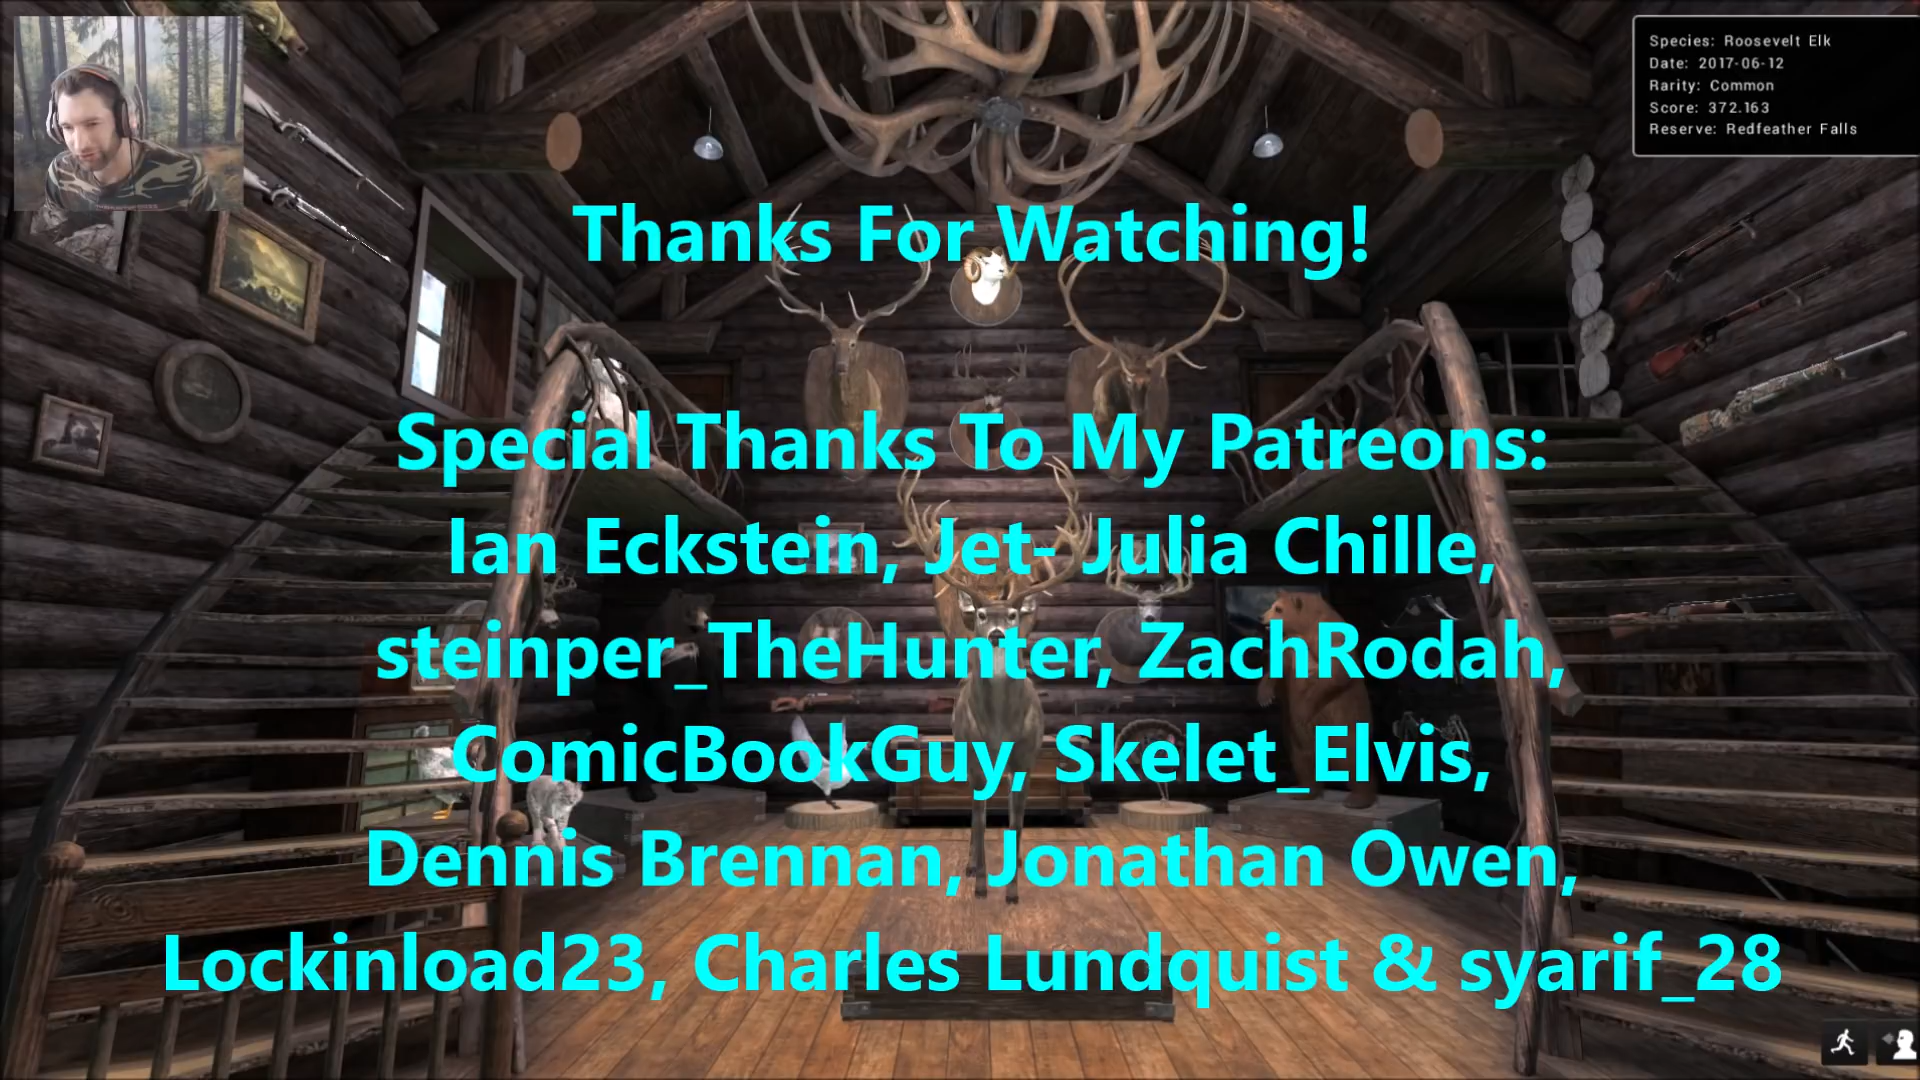 Species: Roosevelt Elk
Date: 2017-06-12
Rarity: Common
Score: 372.163
Reserve: Redfeather Falls
Thanks For Watching!
Special Thanks To My Patreons:
Ian Eckstein, Jet- Julia Chille,
steinper_TheHunter, ZachRodah,
ComicBookGuy, Skelet_Elvis,
Dennis Brennan, Jonathan Owen,
Lockinload23, Charles Lundquist & syarif_28